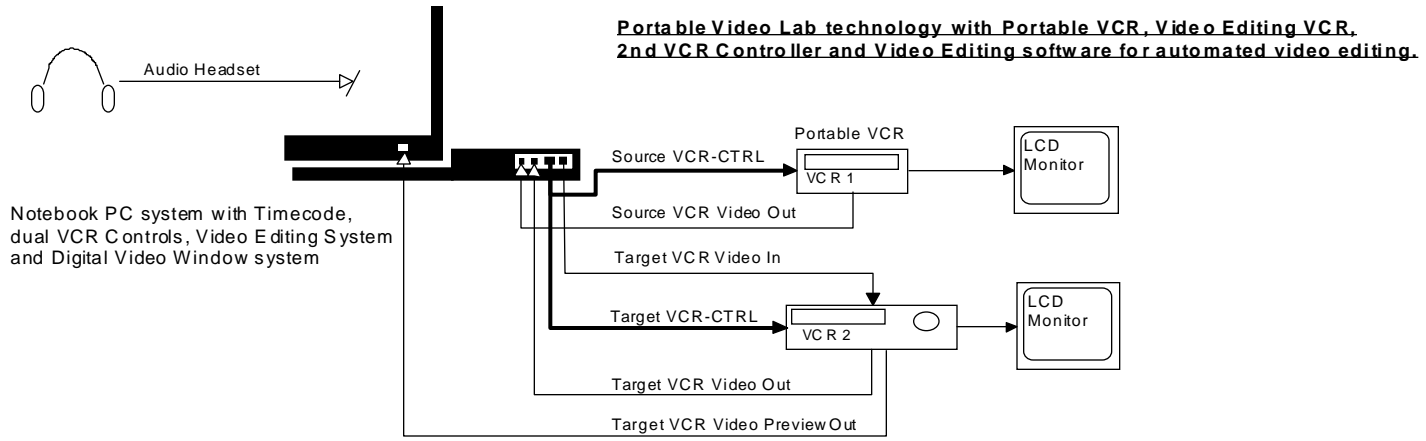 Portable Video Lab technology with Portable VCR, Video Editing VCR,
2nd VCR Controller and Video Editing software for automated video editing.
Audio Headset
Portable VCR
Source VCR-CTRL
VCR 1
LCD
Monitor
Source VCR Video Out
Notebook PC system with Timecode,
dual VCR Controls, Video Editing System
and Digital Video Window system
Target VCR Video In
Target VCR-CTRL
VCR 2
LCD
Monitor
Target VCR Video Out
Target VCR Video Preview Out